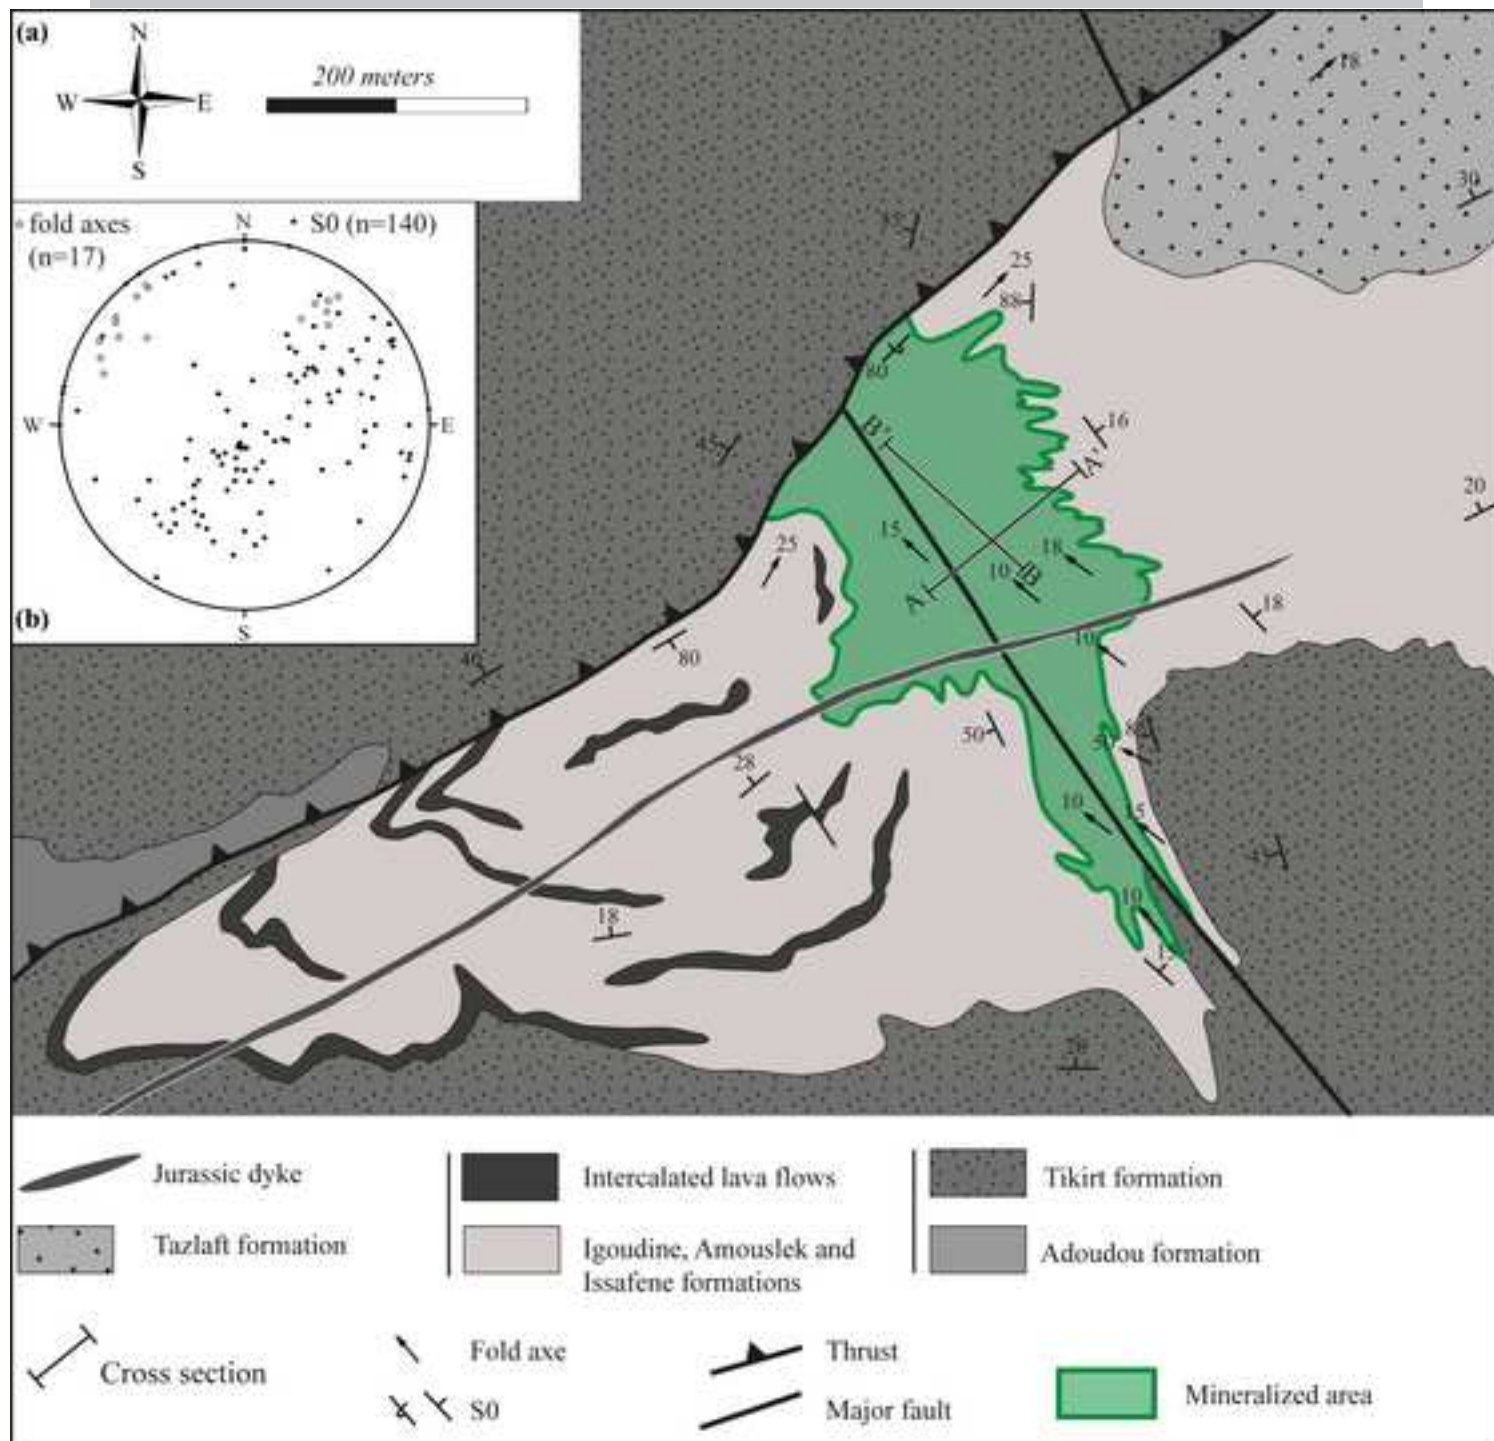 (a)
N
W
E
S
200 meters
fold axes
(n=17)
S0 (n=140)
N
W
E
S
(b)
18
30
25
88
80
16
45
B'
A'
20
15
18
10
B
A
25
18
10
80
50
28
10
10
18
Jurassic dyke
Intercalated lava flows
Tikirt formation
Tazlaft formation
Igoudine, Amouslek and
Issafene formations
Adoudou formation
Cross section
Fold axe
S0
Thrust
Major fault
Mineralized area